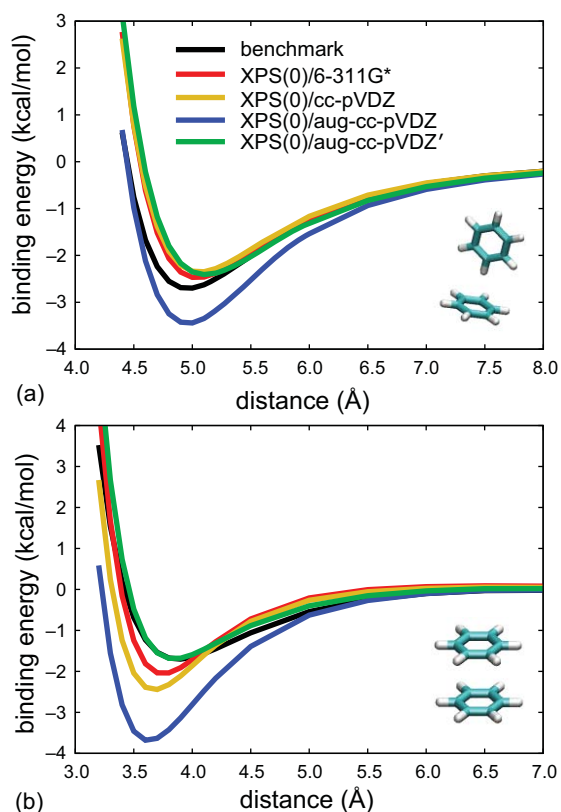 3
benchmark
XPS(0)/6-311G*
2
XPS(0)/cc-pVDZ
XPS(0)/aug-cc-pVDZ
1
XPS(0)/aug-cc-pVDZ′
0
−1
−2
−3
−4
binding energy (kcal/mol)
4.0 4.5 5.0 5.5 6.0 6.5 7.0 7.5 8.0
(a)
distance (Å)
4
3
2
1
0
−1
−2
−3
−4
binding energy (kcal/mol)
3.0 3.5 4.0 4.5 5.0 5.5 6.0 6.5 7.0
(b)
distance (Å)